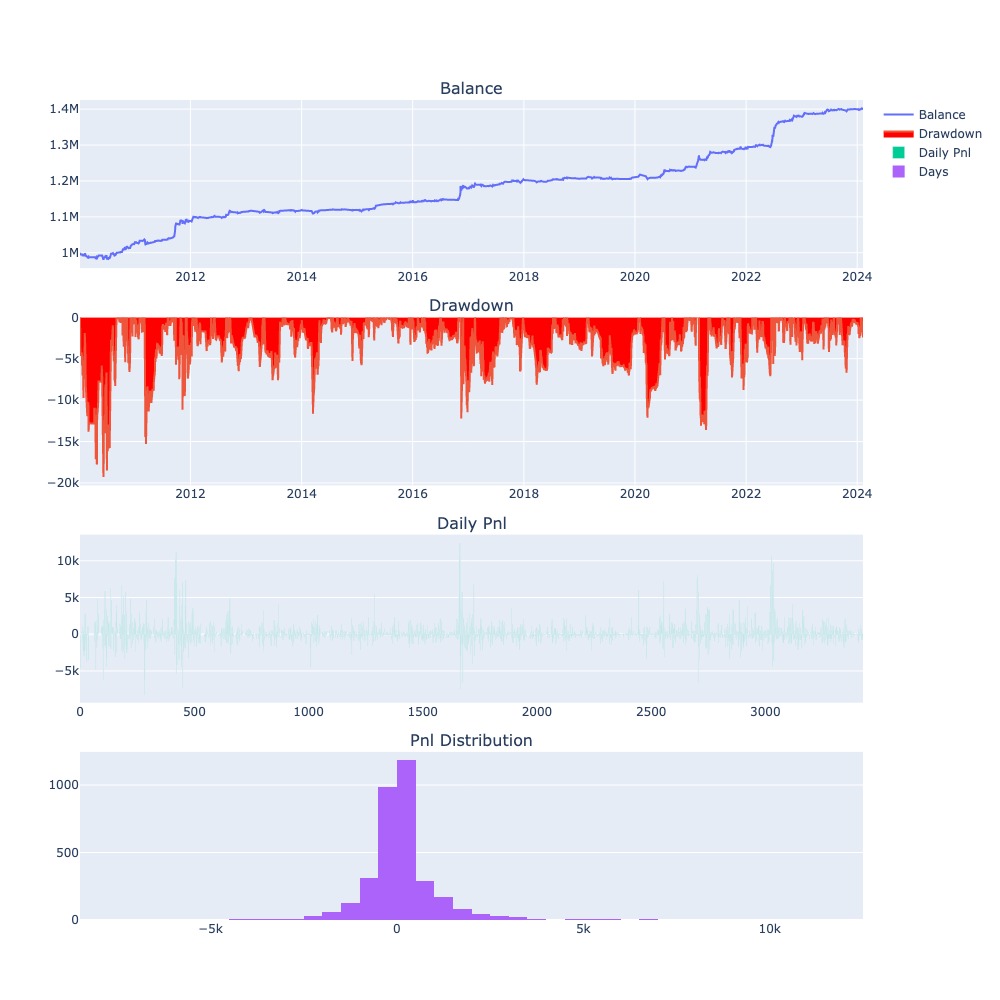 Balance
1.4M
1.3M
1.2M
1.1M
1M
2012 2014 2016 2018 2020 2022 2024
Balance
Drawdown
Daily Pnl
Days
Drawdown
0
−5k
−10k
−15k
−20k
2012 2014 2016 2018 2020 2022 2024
Daily Pnl
10k
5k
0
−5k
0 500 1000 1500 2000 2500 3000
Pnl Distribution
1000
500
0
−5k 0 5k 10k